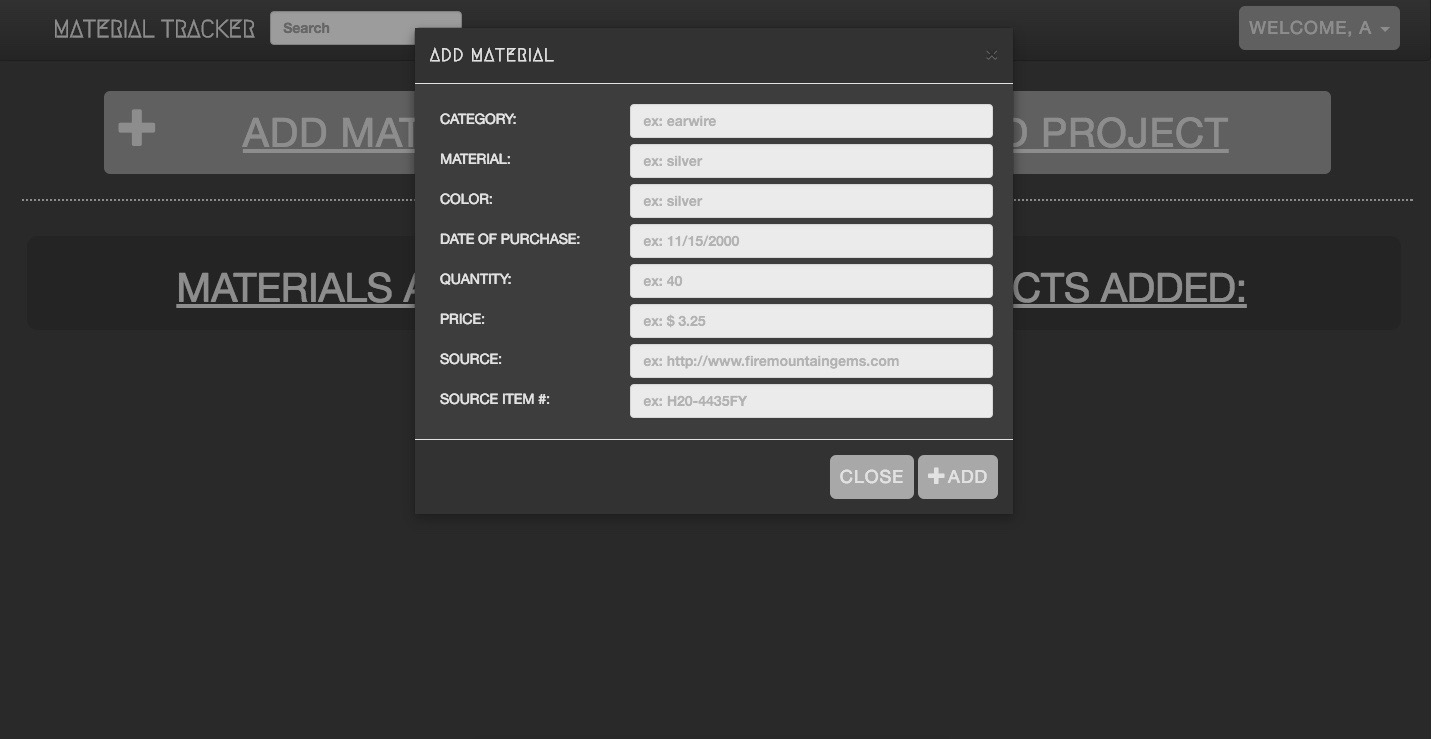 MATERIAL TRACKER
Search
WELCOME, A
ADD MATERIAL
×
ADD MAT
D PROJECT
CATEGORY:
ex: earwire
MATERIAL:
ex: silver
COLOR:
ex: silver
DATE OF PURCHASE:
ex: 11/15/2000
QUANTITY:
ex: 40
PRICE:
ex: $ 3.25
SOURCE:
ex: http://www.firemountaingems.com
SOURCE ITEM #:
ex: H20-4435FY
MATERIALS A
CTS ADDED:
CLOSE
ADD